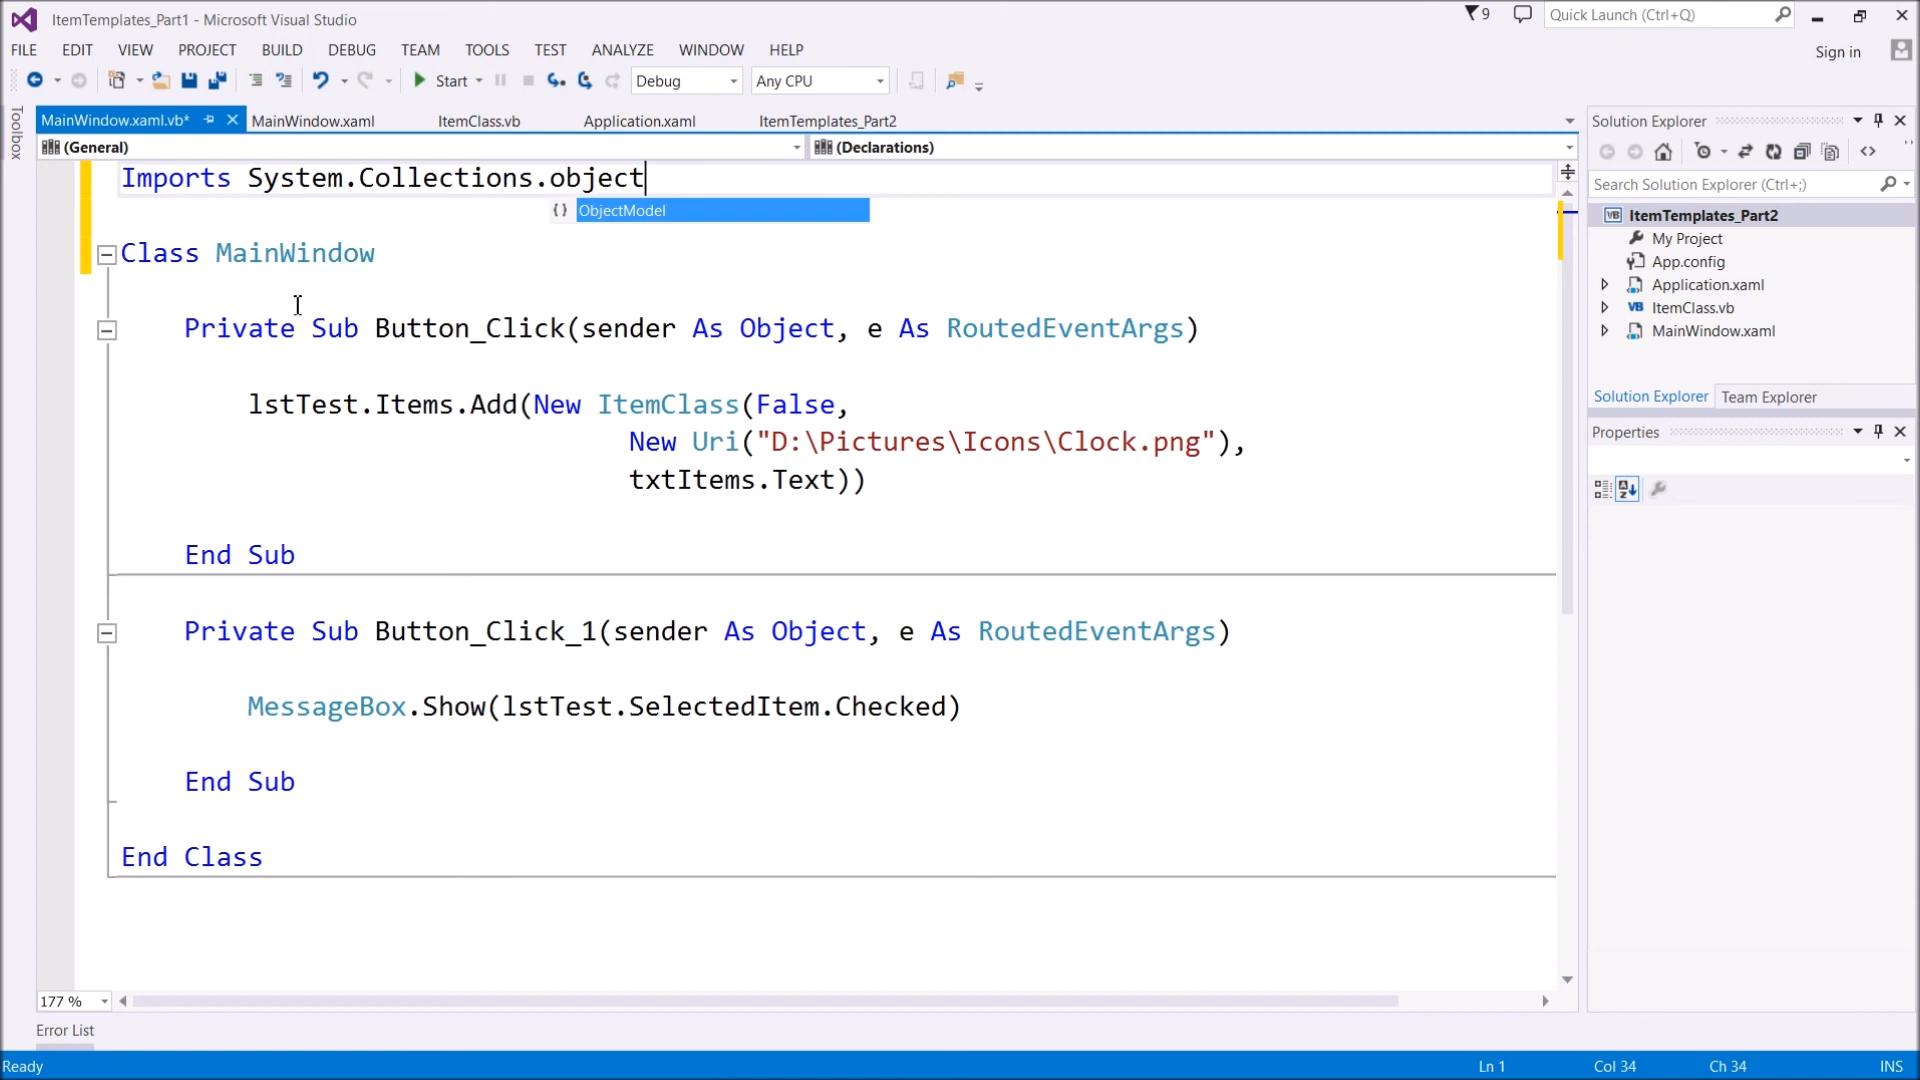 ItemTemplates_Part1 - Microsoft Visual Studio
9
Quick Launch (Ctrl+Q)
FILE EDIT VIEW PROJECT BUILD DEBUG TEAM TOOLS TEST ANALYZE WINDOW HELP
Sign in
Start Debug Any CPU
Toolbox
MainWindow.xaml.vb* MainWindow.xaml ItemClass.vb Application.xaml ItemTemplates_Part2
(General) (Declarations)
Imports System.Collections.object
{} ObjectModel
Class MainWindow
Private Sub Button_Click(sender As Object, e As RoutedEventArgs)
lstTest.Items.Add(New ItemClass(False,
New Uri("D:\Pictures\Icons\Clock.png"),
txtItems.Text))
End Sub
Private Sub Button_Click_1(sender As Object, e As RoutedEventArgs)
MessageBox.Show(lstTest.SelectedItem.Checked)
End Sub
End Class
177 %
Error List
Solution Explorer
Search Solution Explorer (Ctrl+;)
VB ItemTemplates_Part2
My Project
App.config
Application.xaml
VB ItemClass.vb
MainWindow.xaml
Solution Explorer Team Explorer
Properties
Ready Ln 1 Col 34 Ch 34 INS